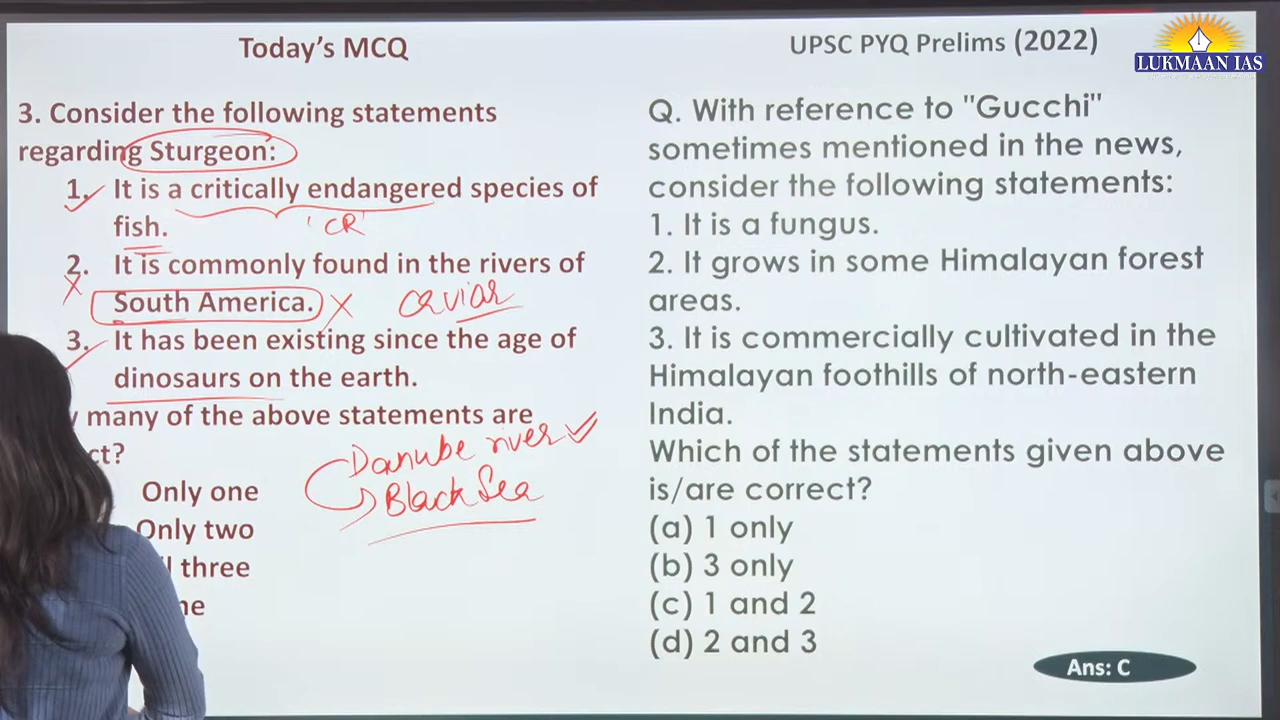 Today's MCQ
3. Consider the following statements
regarding Sturgeon:
1. It is a critically endangered species of
fish.
'CR'
2. It is commonly found in the rivers of
South America.
Caviar
3. It has been existing since the age of
dinosaurs on the earth.
many of the above statements are
ct?
Danube river
Black Sea
Only one
Only two
three
UPSC PYQ Prelims (2022)
LUKMAAN IAS
Q. With reference to "Gucchi"
sometimes mentioned in the news,
consider the following statements:
1. It is a fungus.
2. It grows in some Himalayan forest
areas.
3. It is commercially cultivated in the
Himalayan foothills of north-eastern
India.
Which of the statements given above
is/are correct?
(a) 1 only
(b) 3 only
(c) 1 and 2
(d) 2 and 3
Ans: C